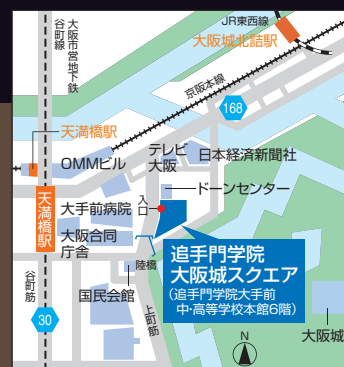 大阪市営地下鉄
谷町線
JR東西線
大阪城北詰駅
京阪本線
168
天満橋駅
OMMビル
テレビ
大阪
日本経済新聞社
ドーンセンター
入口
天満橋駅
大手前病院
大阪合同
庁舎
陸橋
追手門学院
大阪城スクエア
(追手門学院大手前
中・高等学校本館6階)
谷町筋
国民会館
上町筋
30
大阪城
N